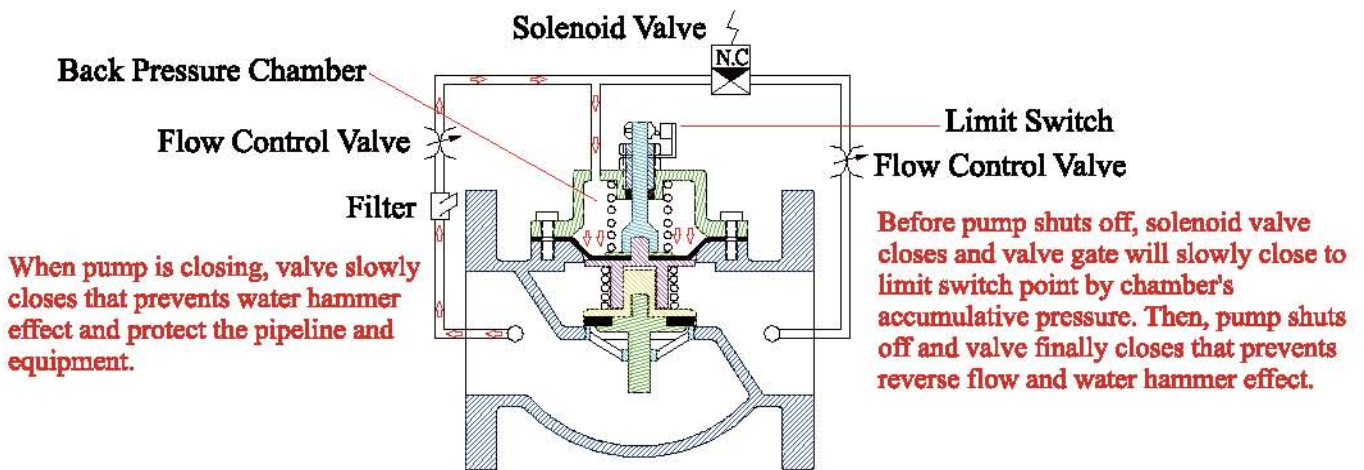 Solenoid Valve
N.C
Back Pressure Chamber
Limit Switch
Flow Control Valve
Flow Control Valve
Filter
When pump is closing, valve slowly
closes that prevents water hammer
effect and protect the pipeline and
equipment.
Before pump shuts off, solenoid valve
closes and valve gate will slowly close to
limit switch point by chamber's
accumulative pressure. Then, pump shuts
off and valve finally closes that prevents
reverse flow and water hammer effect.